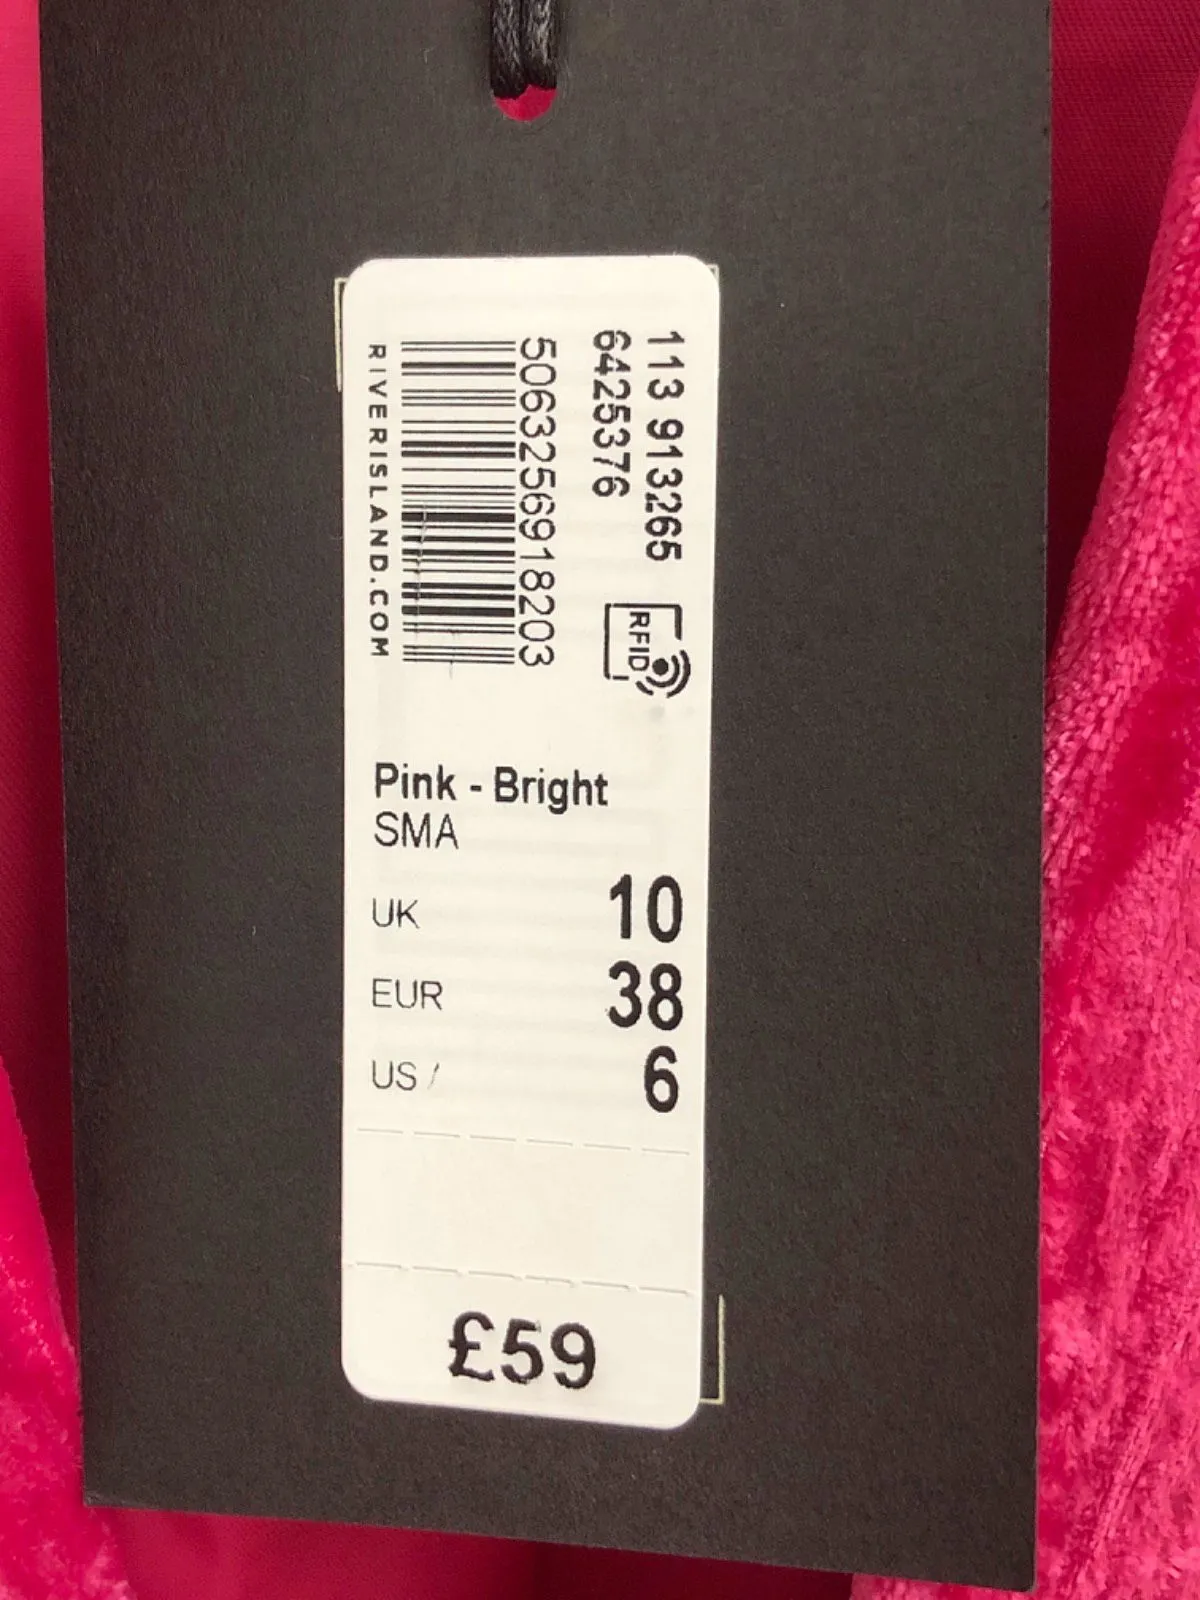 113 913265
6425376
RFID
5063256918203
RIVERISLAND.COM
Pink - Bright
SMA
UK 10
EUR 38
US / 6
£59